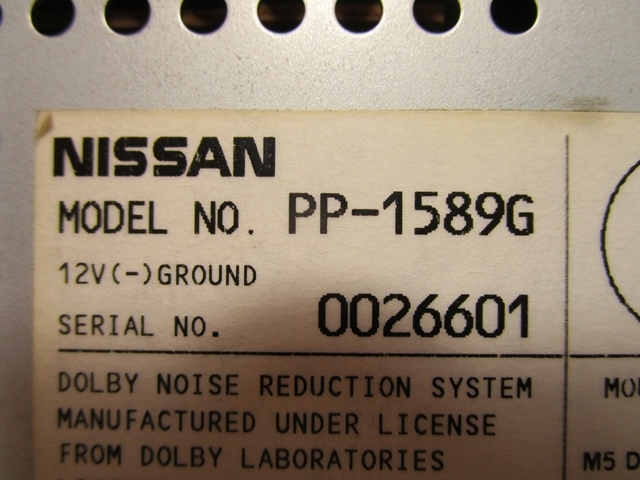 NISSAN
MODEL NO. PP-1589G
12V(-)GROUND
SERIAL NO. 0026601
DOLBY NOISE REDUCTION SYSTEM
MANUFACTURED UNDER LICENSE
FROM DOLBY LABORATORIES
M5